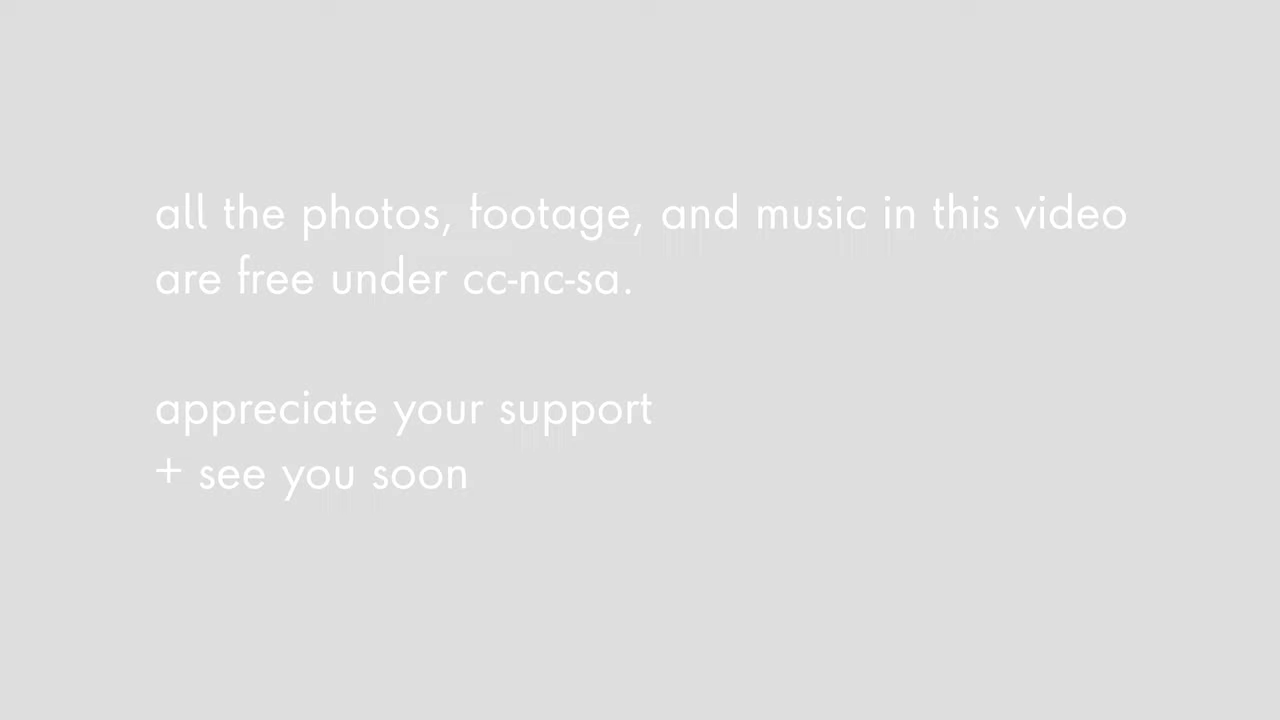 all the photos, footage, and music in this video
are free under cc-nc-sa.
appreciate your support
+ see you soon